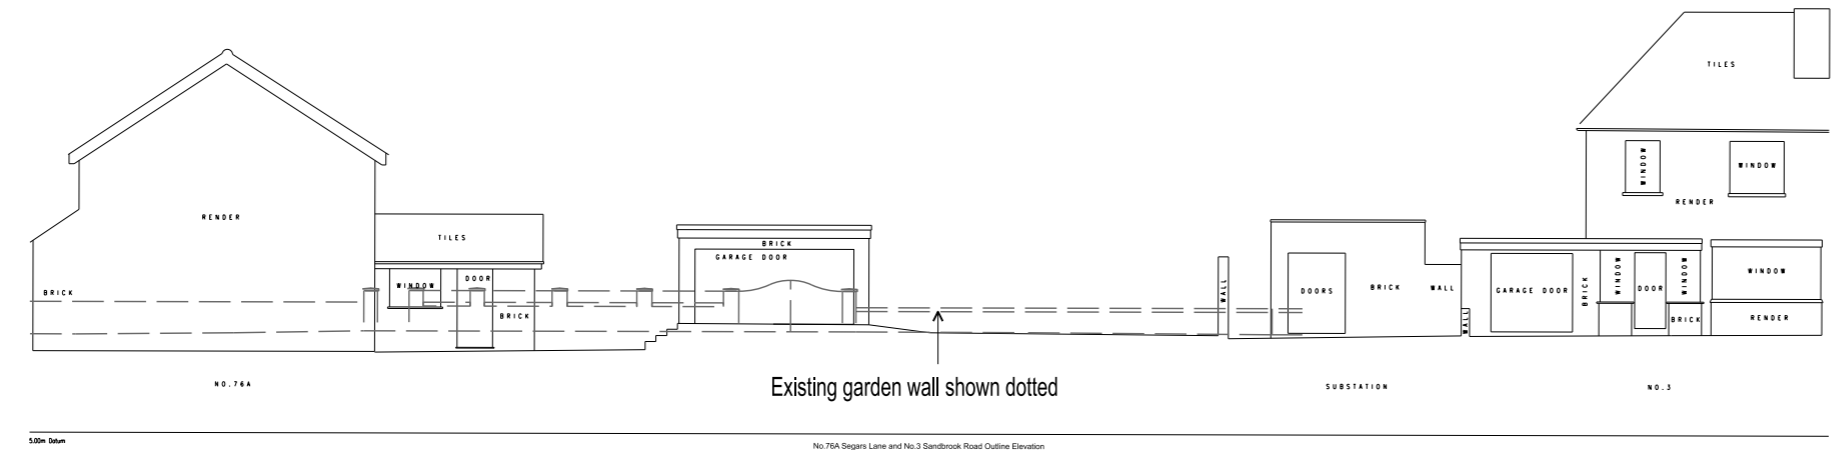 TILES
WINDOW
WINDOW
RENDER
RENDER
TILES
BRICK
GARAGE DOOR
DOOR
WINDOW
BRICK
BRICK
WALL
DOORS
BRICK
WALL
WALL
GARAGE DOOR
BRICK
WINDOW
DOOR
WINDOW
BRICK
WINDOW
RENDER
NO.76A
Existing garden wall shown dotted
SUBSTATION
NO.3
5.00m Datum
No.76A Segars Lane and No.3 Sandbrook Road Outline Elevation